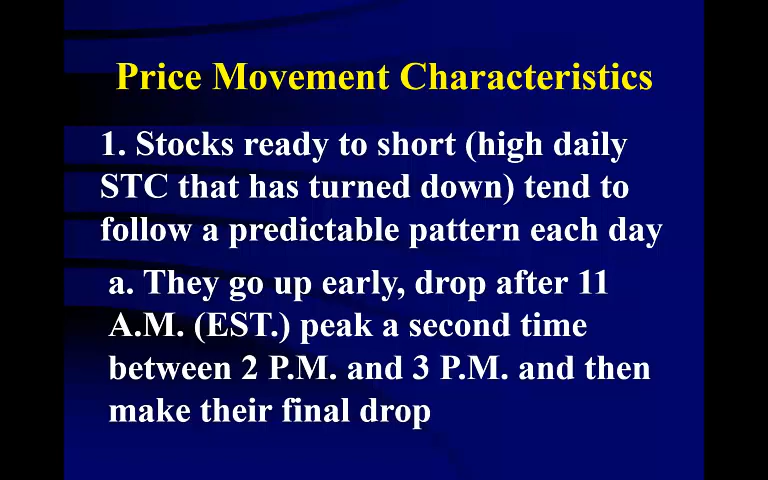 Price Movement Characteristics
1. Stocks ready to short (high daily
STC that has turned down) tend to
follow a predictable pattern each day
a. They go up early, drop after 11
A.M. (EST.) peak a second time
between 2 P.M. and 3 P.M. and then
make their final drop